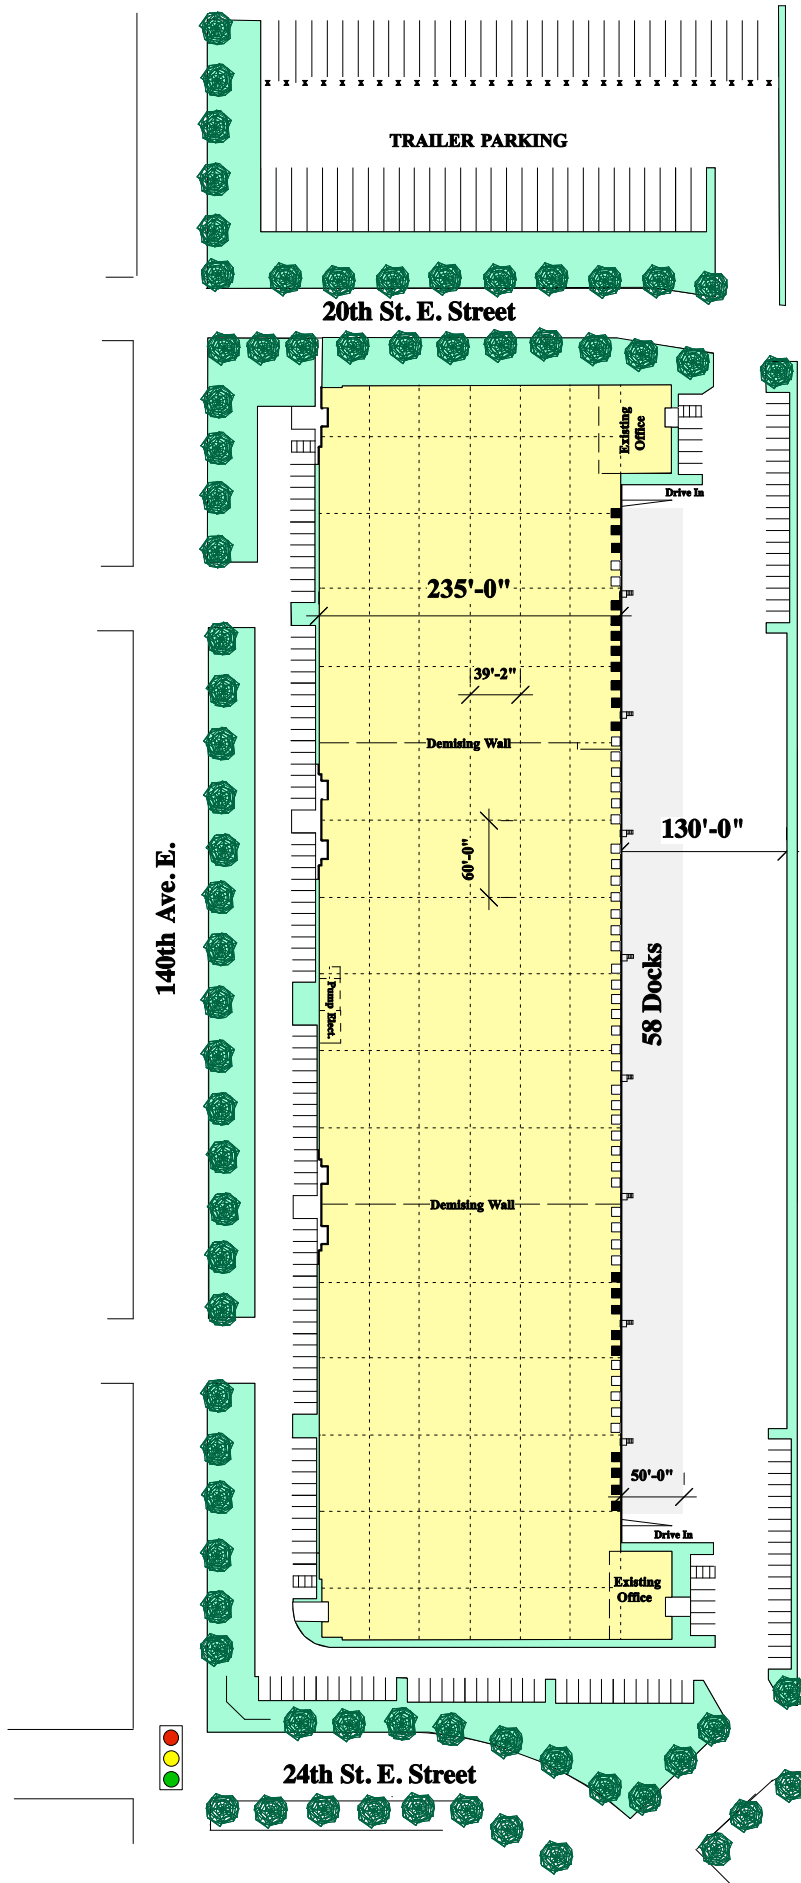 TRAILER PARKING
20th St. E. Street
Existing
Office
Drive In
235'-0"
39'-2"
Demising Wall
130'-0"
60'-0"
140th Ave. E.
58 Docks
Pump Elect.
Demising Wall
50'-0"
Drive In
Existing
Office
24th St. E. Street